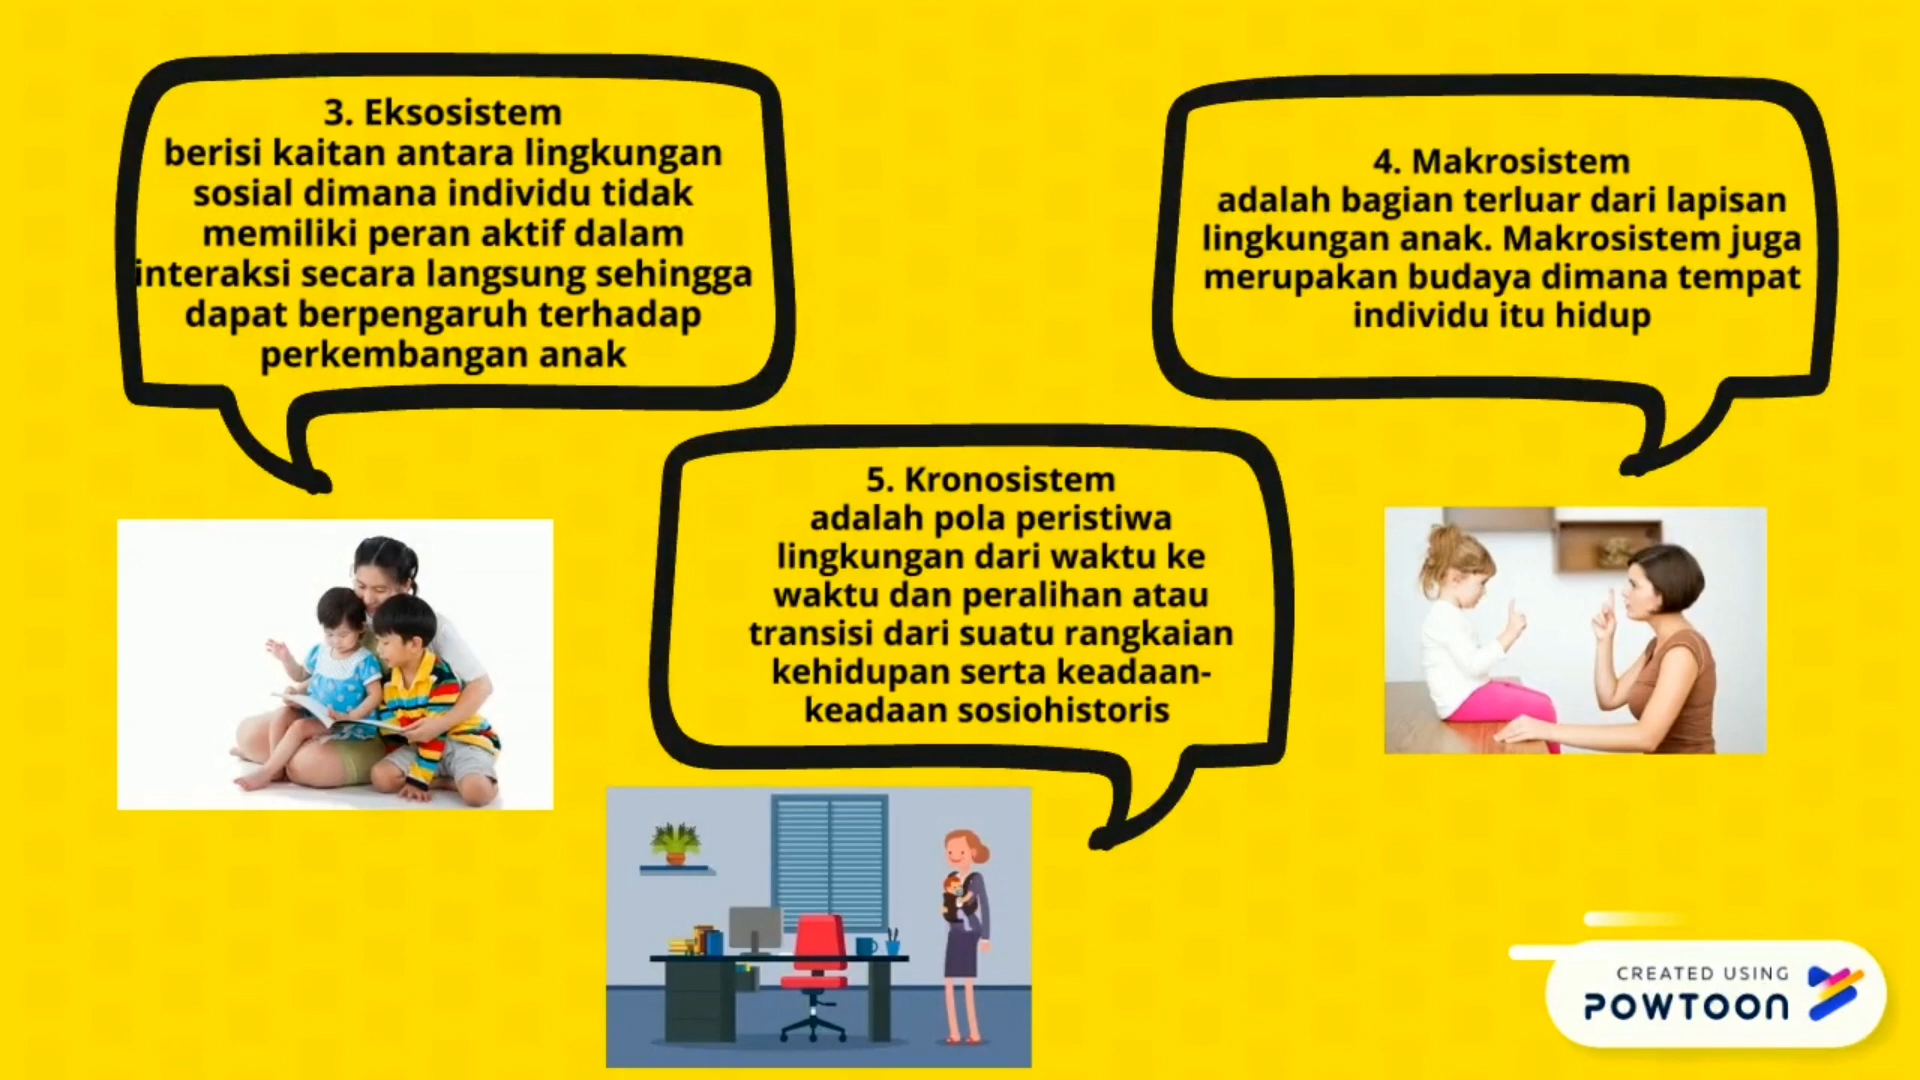 3. Eksosistem
berisi kaitan antara lingkungan
sosial dimana individu tidak
memiliki peran aktif dalam
interaksi secara langsung sehingga
dapat berpengaruh terhadap
perkembangan anak
4. Makrosistem
adalah bagian terluar dari lapisan
lingkungan anak. Makrosistem juga
merupakan budaya dimana tempat
individu itu hidup
5. Kronosistem
adalah pola peristiwa
lingkungan dari waktu ke
waktu dan peralihan atau
transisi dari suatu rangkaian
kehidupan serta keadaan-
keadaan sosiohistoris
CREATED USING
POWTOON